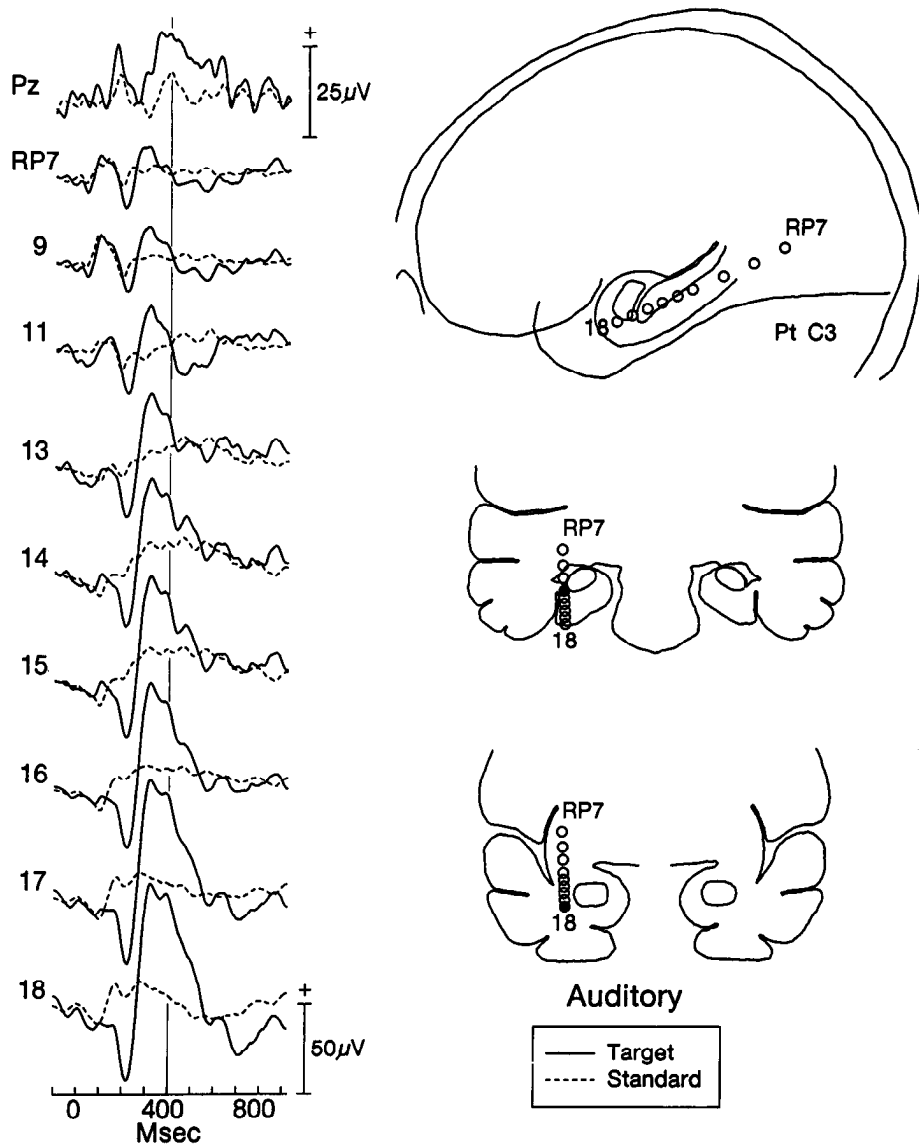 +
Pz
25μV
RP7
9
11
13
14
15
16
17
18
+
50μV
0 400 800
Msec
RP7
18
Pt C3
RP7
18
RP7
18
Auditory
Target
Standard